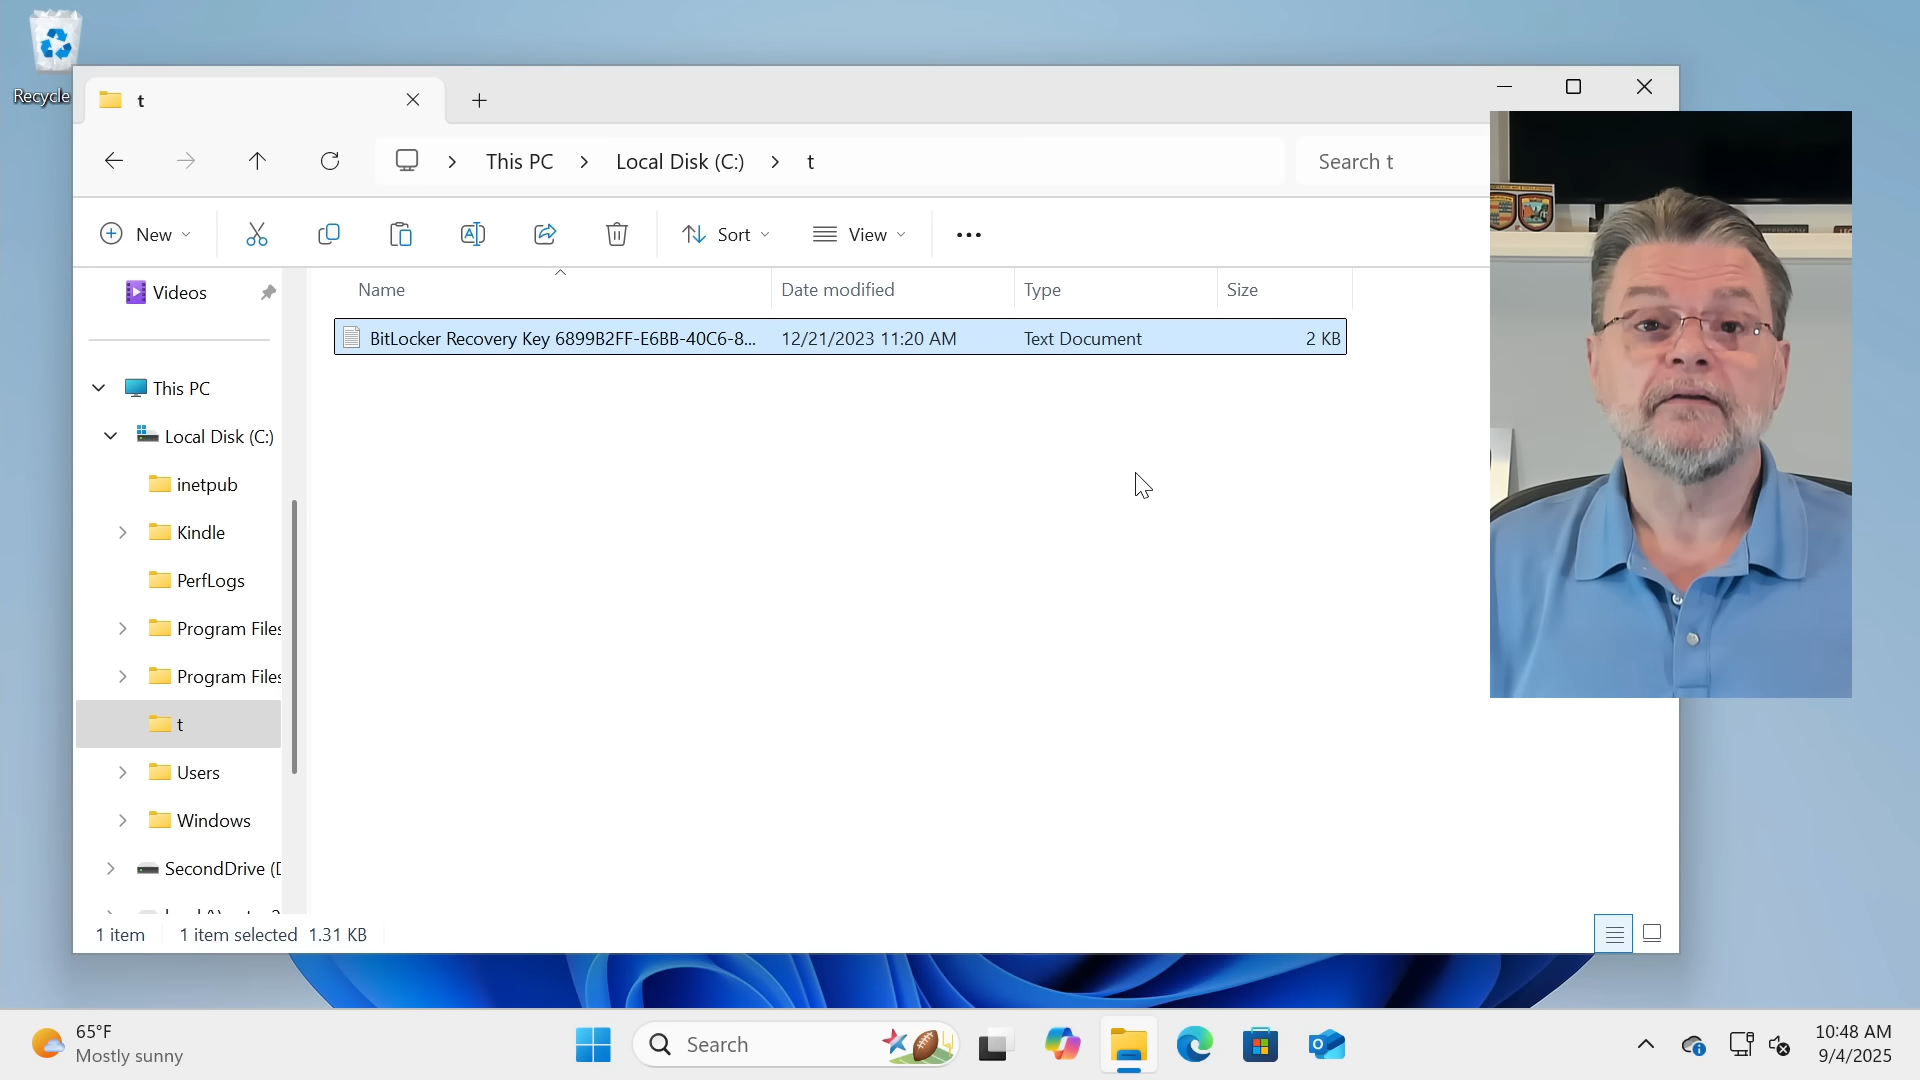 Recycle
t
This PC
Local Disk (C:)
t
Search t
New
Sort
View
Videos
This PC
Local Disk (C:)
inetpub
Kindle
PerfLogs
Program Files
Program Files
t
Users
Windows
SecondDrive (D
Name
Date modified
Type
Size
BitLocker Recovery Key 6899B2FF-E6BB-40C6-8...
12/21/2023 11:20 AM
Text Document
2 KB
1 item
1 item selected 1.31 KB
65°F
Mostly sunny
Search
10:48 AM
9/4/2025